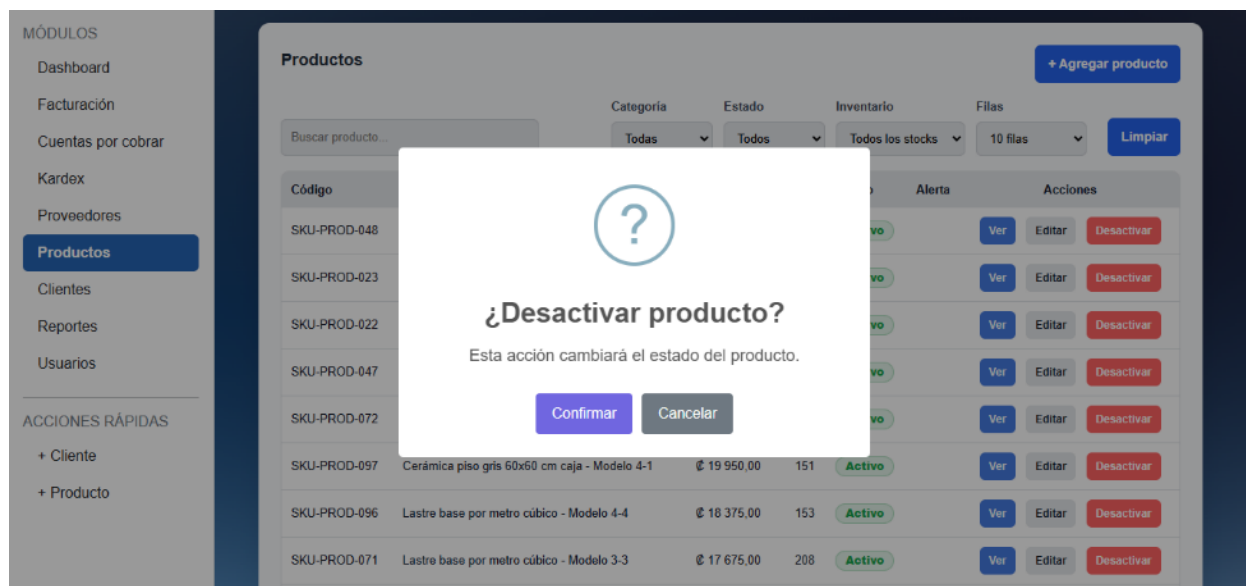 MÓDULOS
Dashboard
Facturación
Cuentas por cobrar
Kardex
Proveedores
Productos
Clientes
Reportes
Usuarios
ACCIONES RÁPIDAS
+ Cliente
+ Producto
Productos
+ Agregar producto
Categoría Estado Inventario Filas
Buscar producto... Todas Todos Todos los stocks 10 filas Limpiar
Código Alerta Acciones
SKU-PROD-048 Ver Editar Desactivar
SKU-PROD-023 Ver Editar Desactivar
SKU-PROD-022 Ver Editar Desactivar
SKU-PROD-047 Ver Editar Desactivar
SKU-PROD-072 Ver Editar Desactivar
SKU-PROD-097 Cerámica piso gris 60x60 cm caja - Modelo 4-1 ₡ 19 950,00 151 Activo Ver Editar Desactivar
SKU-PROD-096 Lastre base por metro cúbico - Modelo 4-4 ₡ 18 375,00 153 Activo Ver Editar Desactivar
SKU-PROD-071 Lastre base por metro cúbico - Modelo 3-3 ₡ 17 675,00 208 Activo Ver Editar Desactivar
?
¿Desactivar producto?
Esta acción cambiará el estado del producto.
Confirmar Cancelar